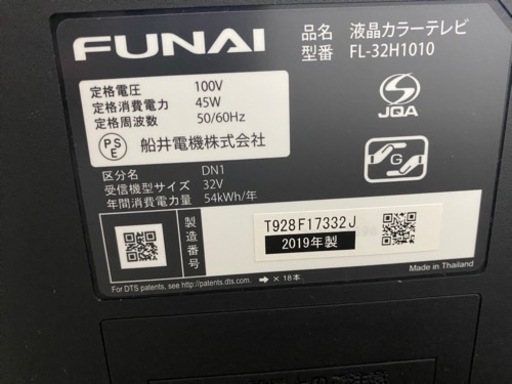 FUNAI
品名 液晶カラーテレビ
型番 FL-32H1010
定格電圧 100V
定格消費電力 45W
定格周波数 50/60Hz
PSE 船井電機株式会社
JQA
G
区分名 DN1
受信機型サイズ 32V
年間消費電力量 54kWh/年
製造番号
T928F17332J
2019年製
For DTS patents, see http://patents.dts.com.
→ × 18本
Made in Thailand